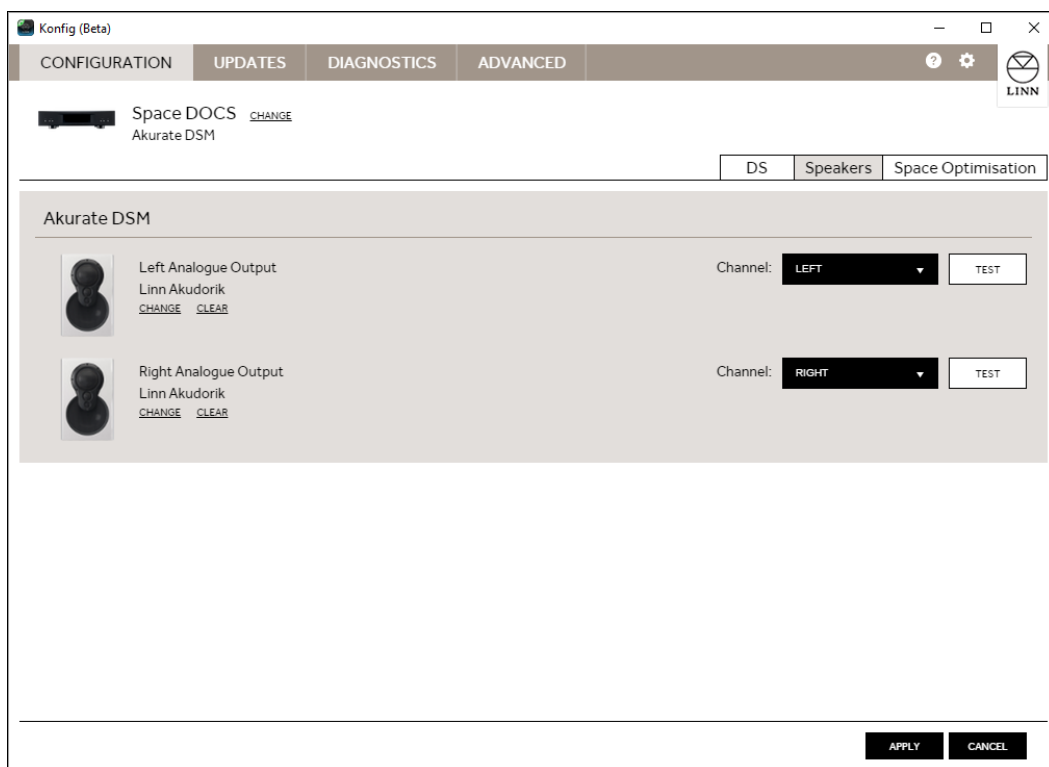 Konfig (Beta)
CONFIGURATION UPDATES DIAGNOSTICS ADVANCED ?
LINN
Space DOCS CHANGE
Akurate DSM
DS Speakers Space Optimisation
Akurate DSM
Left Analogue Output
Linn Akudorik
CHANGE CLEAR
Channel: LEFT TEST
Right Analogue Output
Linn Akudorik
CHANGE CLEAR
Channel: RIGHT TEST
APPLY CANCEL